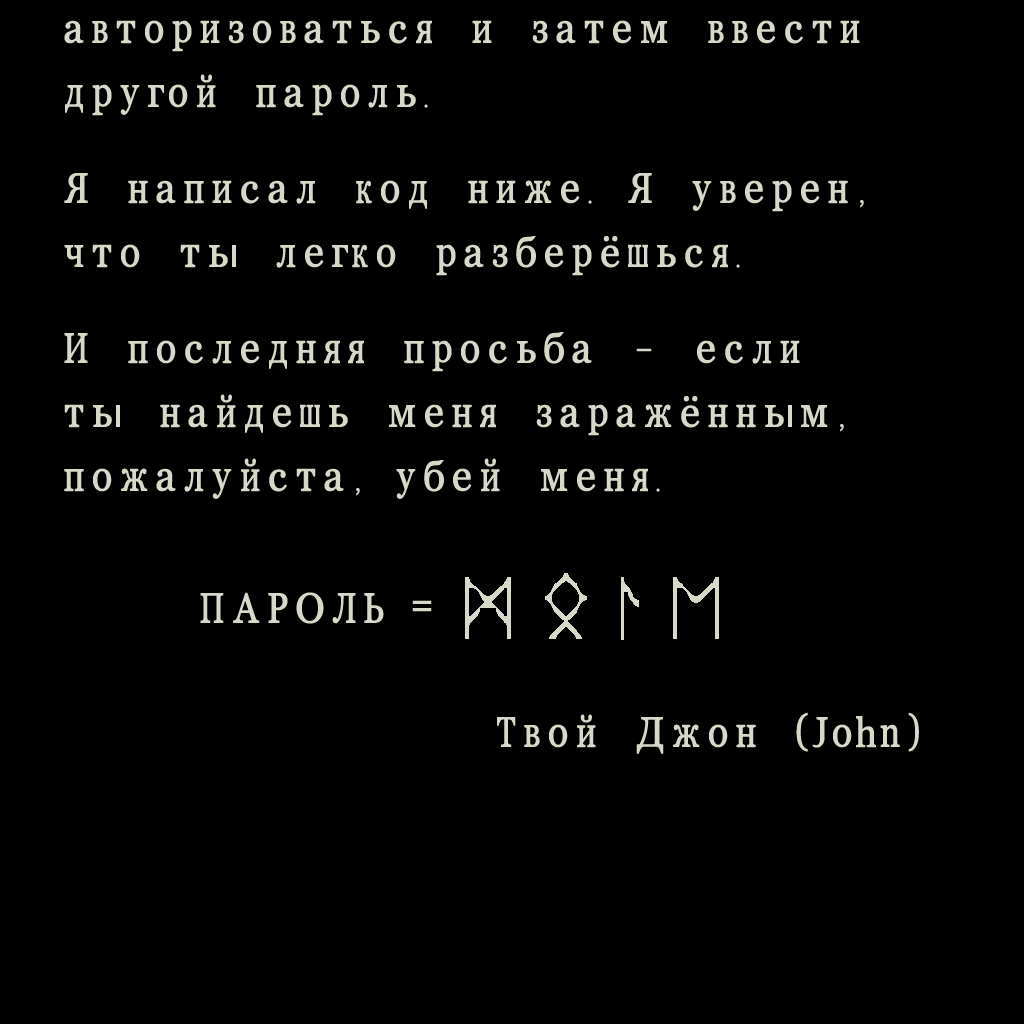 авторизоваться и затем ввести
другой пароль.
Я написал код ниже. Я уверен,
что ты легко разберёшься.
И последняя просьба – если
ты найдешь меня заражённым,
пожалуйста, убей меня.
ПАРОЛЬ = ᛗᛟᛚᛖ
Твой Джон (John)